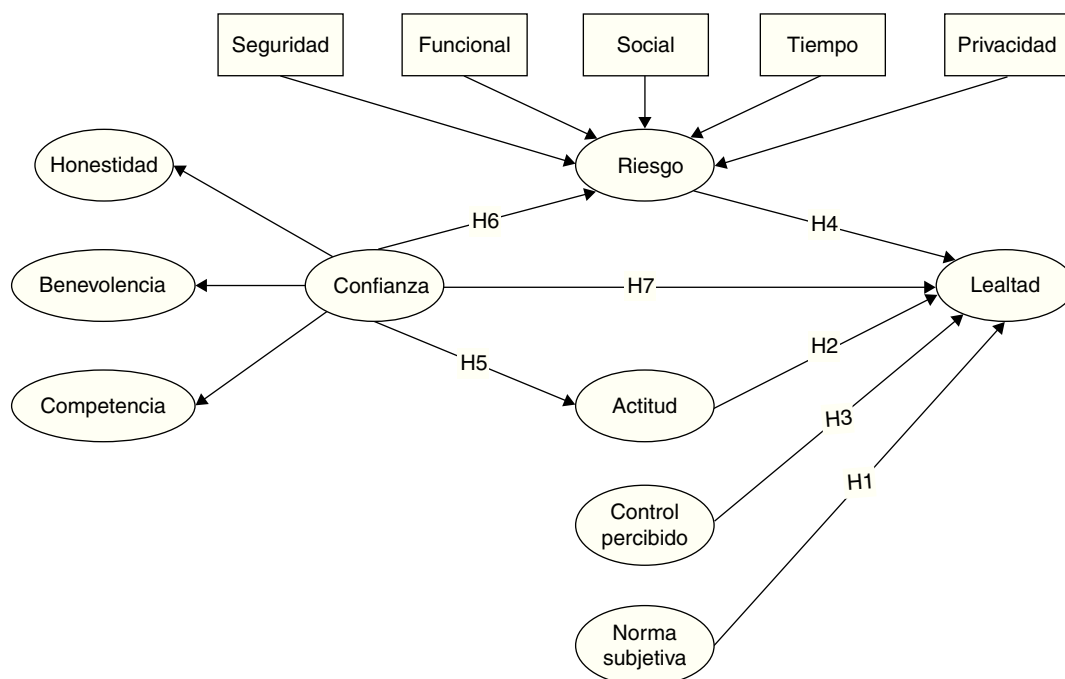 Seguridad
Funcional
Social
Tiempo
Privacidad
Honestidad
Riesgo
H6
H4
Benevolencia
Confianza
H7
Lealtad
H5
H2
Competencia
Actitud
H3
H1
Control
percibido
Norma
subjetiva